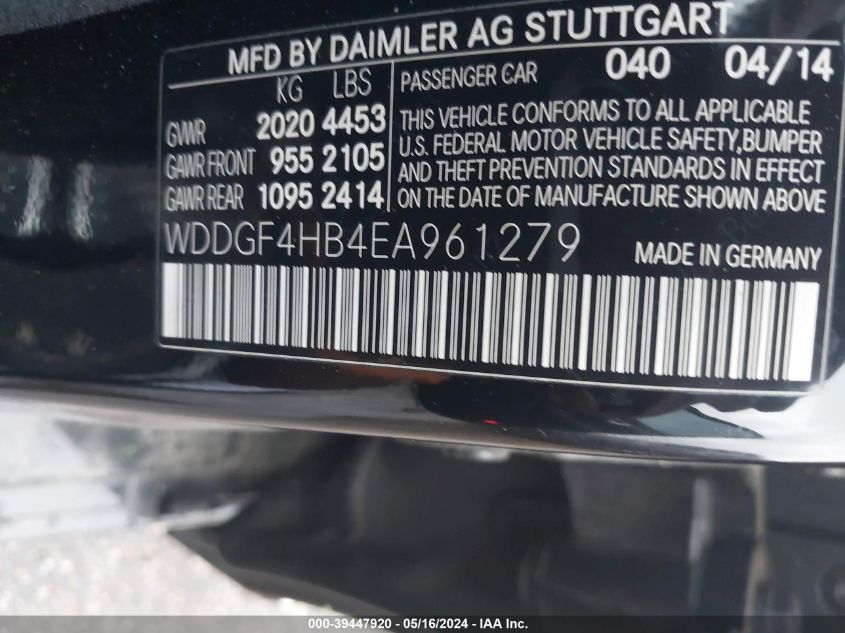 MFD BY DAIMLER AG STUTTGART
KG LBS
GVWR 2020 4453
GAWR FRONT 955 2105
GAWR REAR 1095 2414
PASSENGER CAR 040 04/14
THIS VEHICLE CONFORMS TO ALL APPLICABLE
U.S. FEDERAL MOTOR VEHICLE SAFETY,BUMPER
AND THEFT PREVENTION STANDARDS IN EFFECT
ON THE DATE OF MANUFACTURE SHOWN ABOVE
WDDGF4HB4EA961279 MADE IN GERMANY
000-39447920 - 05/16/2024 - IAA Inc.